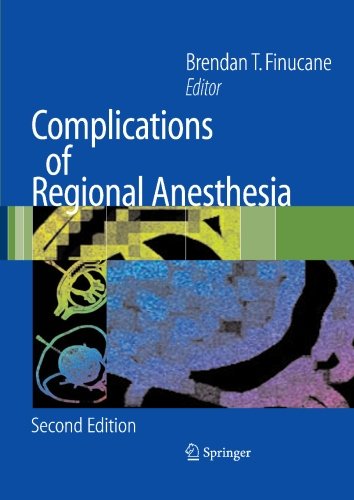 Brendan T. Finucane
Editor
Complications
of
Regional Anesthesia
Second Edition
Springer